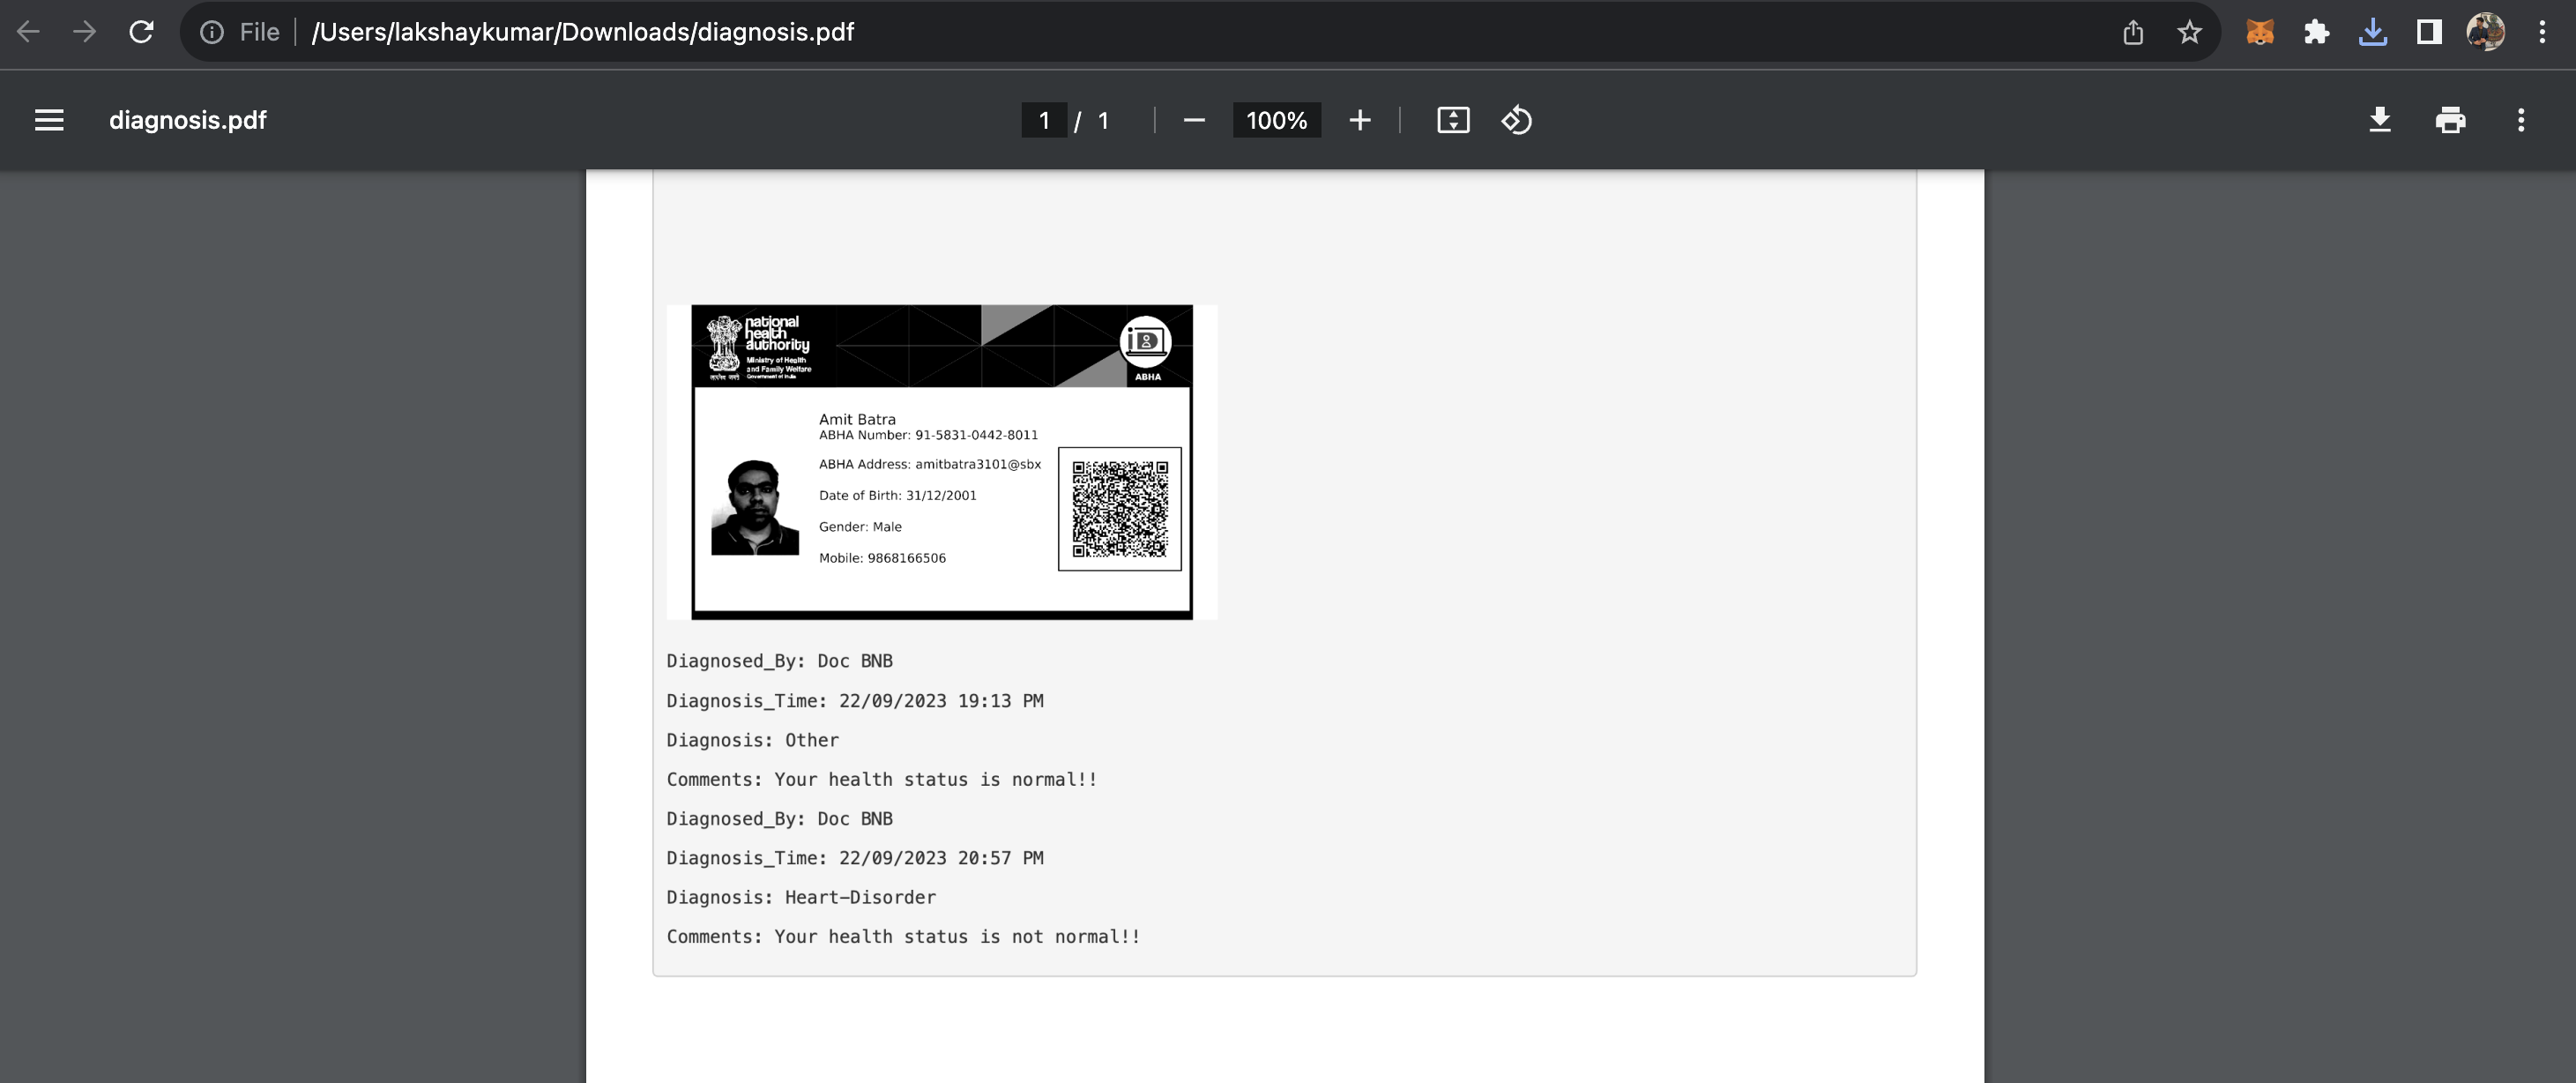 File
/Users/lakshaykumar/Downloads/diagnosis.pdf
diagnosis.pdf
1 / 1
100%
national
health
authority
Ministry of Health
and Family Welfare
Government of India
सत्यमेव जयते
ABHA
Amit Batra
ABHA Number: 91-5831-0442-8011
ABHA Address: amitbatra3101@sbx
Date of Birth: 31/12/2001
Gender: Male
Mobile: 9868166506
Diagnosed_By: Doc BNB
Diagnosis_Time: 22/09/2023 19:13 PM
Diagnosis: Other
Comments: Your health status is normal!!
Diagnosed_By: Doc BNB
Diagnosis_Time: 22/09/2023 20:57 PM
Diagnosis: Heart-Disorder
Comments: Your health status is not normal!!